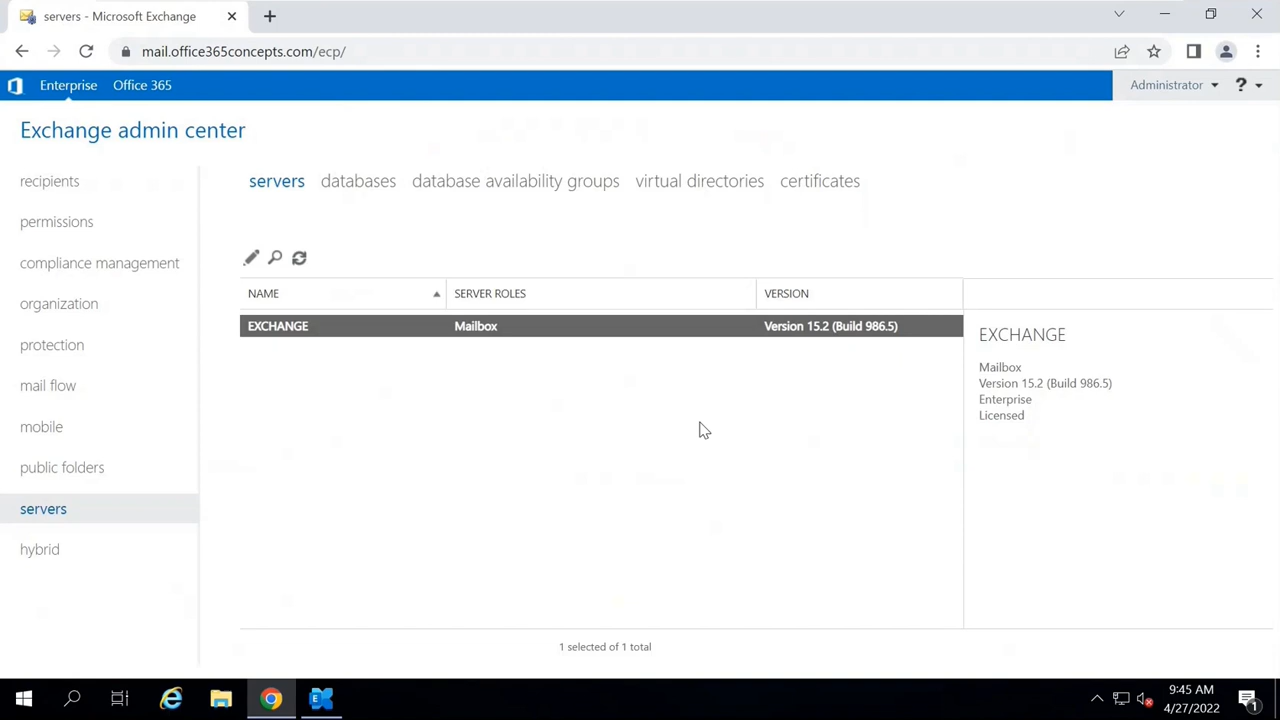 servers - Microsoft Exchange
mail.office365concepts.com/ecp/
Enterprise Office 365
Administrator ?
Exchange admin center
recipients
permissions
compliance management
organization
protection
mail flow
mobile
public folders
servers
hybrid
servers databases database availability groups virtual directories certificates
NAME SERVER ROLES VERSION
EXCHANGE Mailbox Version 15.2 (Build 986.5)
EXCHANGE
Mailbox
Version 15.2 (Build 986.5)
Enterprise
Licensed
1 selected of 1 total
9:45 AM
4/27/2022
1